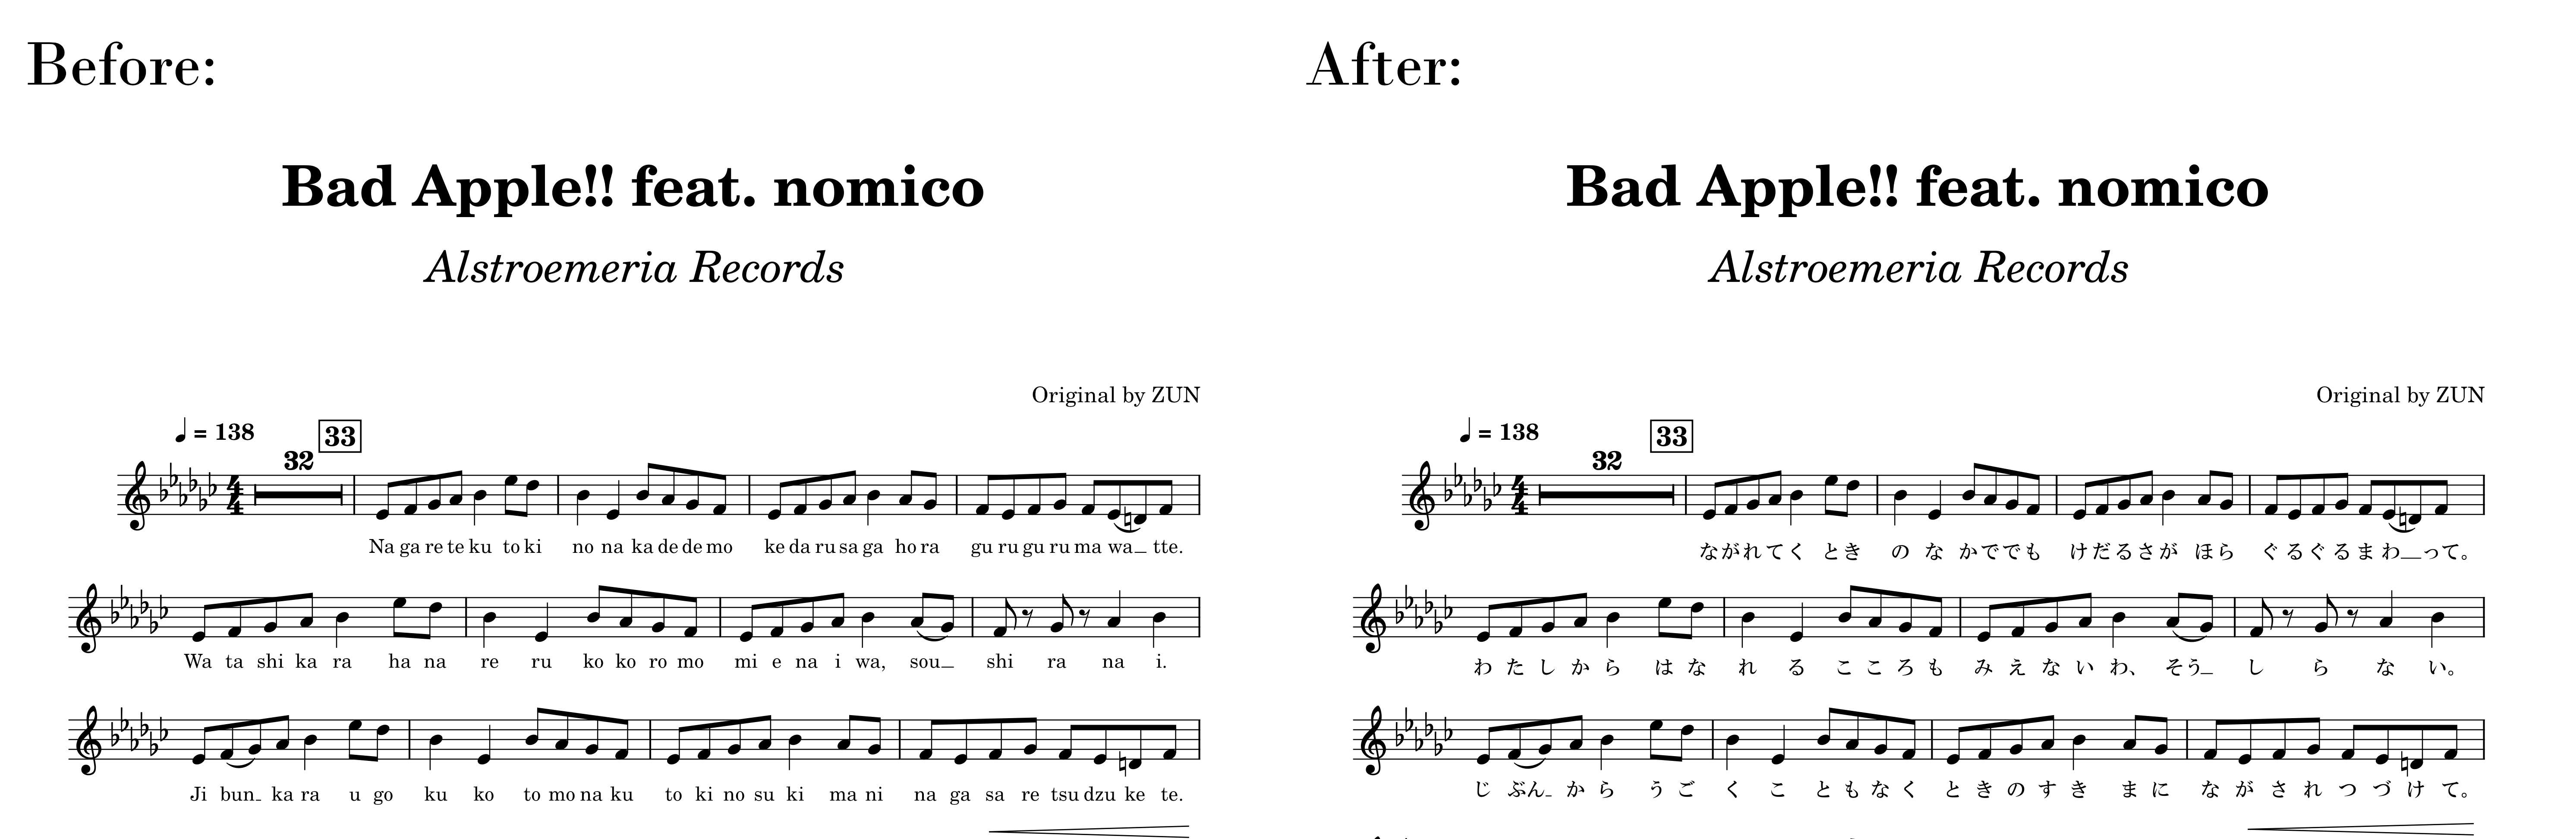 Before:
Bad Apple!! feat. nomico
Alstroemeria Records
Original by ZUN
= 138
32
33
Na ga re te ku to ki no na ka de de mo ke da ru sa ga ho ra gu ru gu ru ma wa_ tte.
Wa ta shi ka ra ha na re ru ko ko ro mo mi e na i wa, sou_ shi ra na i.
Ji bun_ ka ra u go ku ko to mo na ku to ki no su ki ma ni na ga sa re tsu dzu ke te.
After:
Bad Apple!! feat. nomico
Alstroemeria Records
Original by ZUN
= 138
32
33
な が れ て く と き の な か で で も け だ る さ が ほ ら ぐ る ぐ る ま わ_ って。
わ た し か ら は な れ る こ こ ろ も み え な い わ、 そう_ し ら な い。
じ ぶん_ か ら う ご く こ と も な く と き の す き ま に な が さ れ つ づ け て。